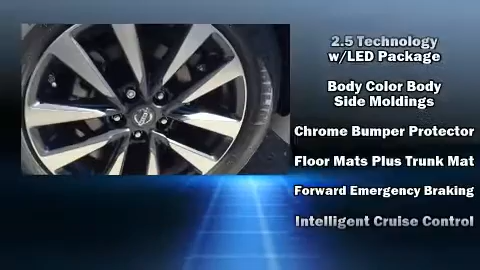 2.5 Technology
w/LED Package
Body Color Body
Side Moldings
Chrome Bumper Protector
Floor Mats Plus Trunk Mat
Forward Emergency Braking
Intelligent Cruise Control